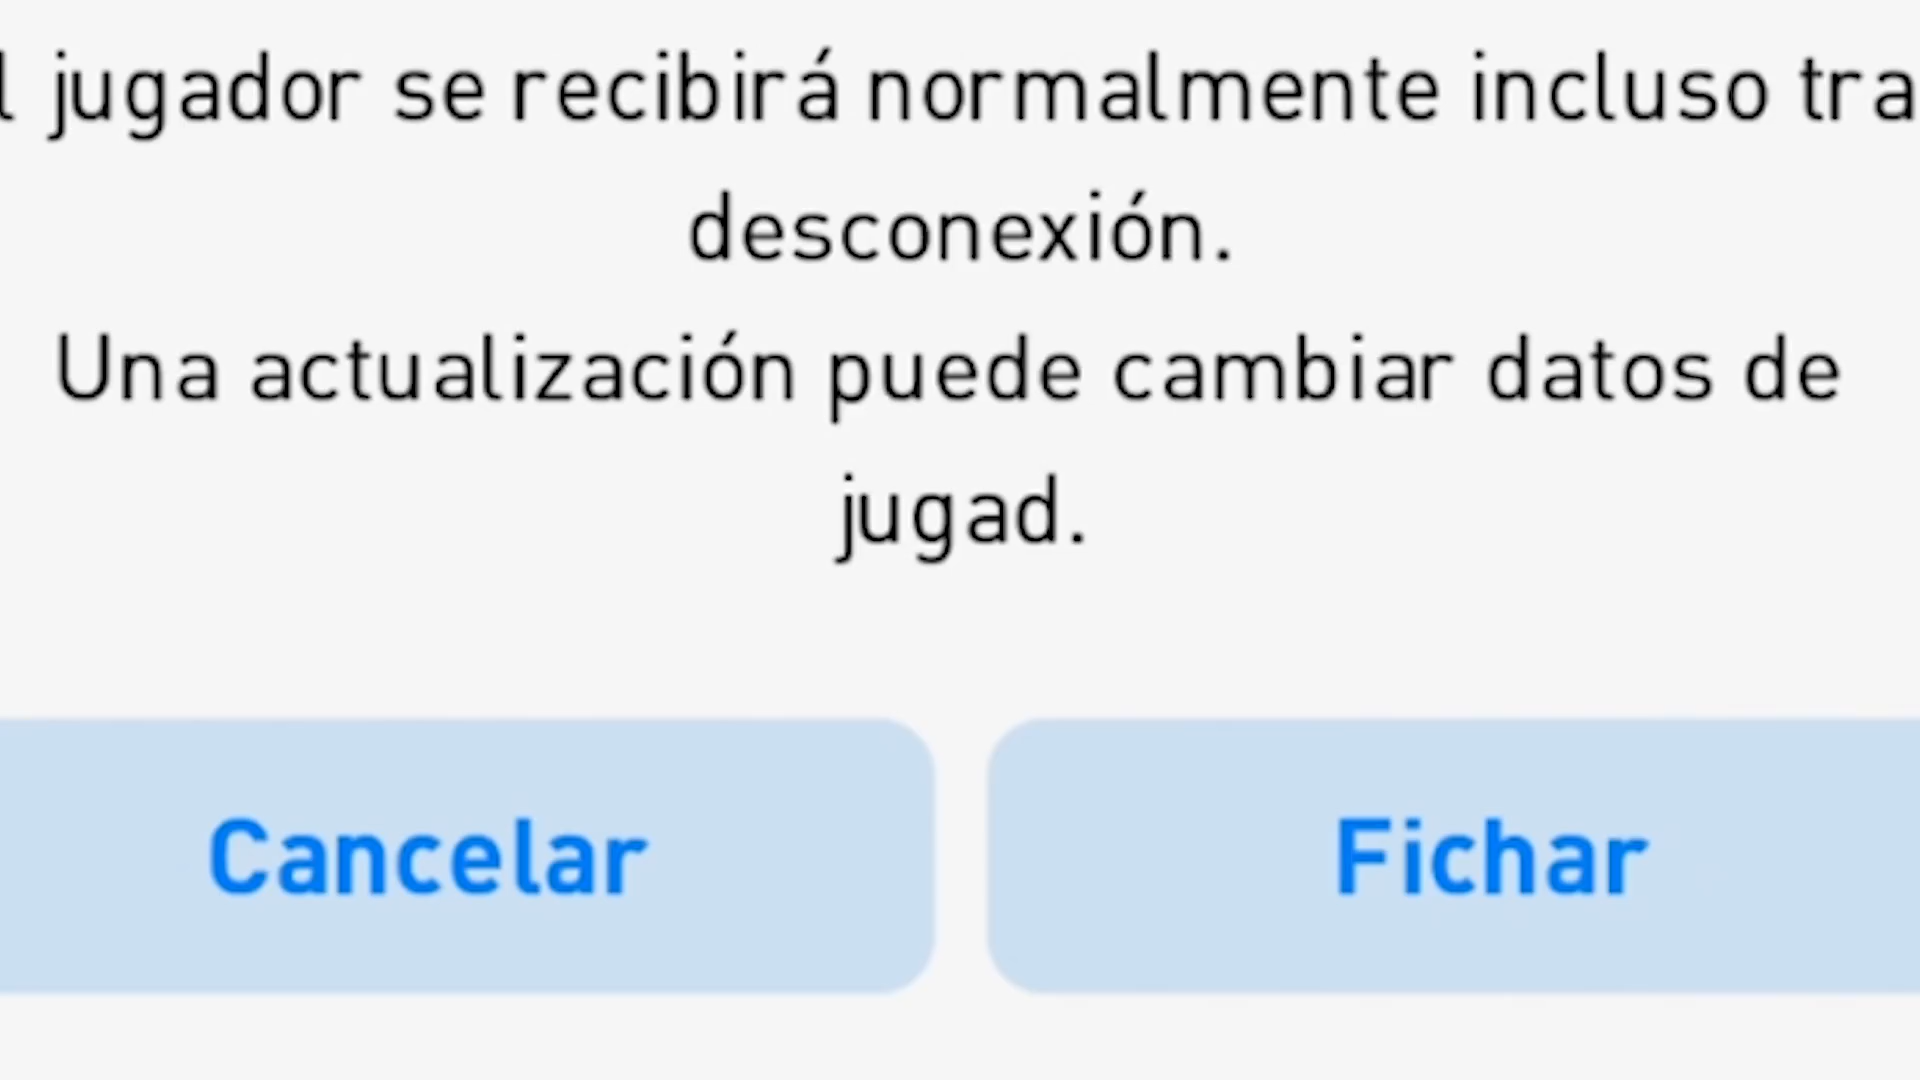 l jugador se recibirá normalmente incluso tra
desconexión.
Una actualización puede cambiar datos de
jugad.
Cancelar
Fichar